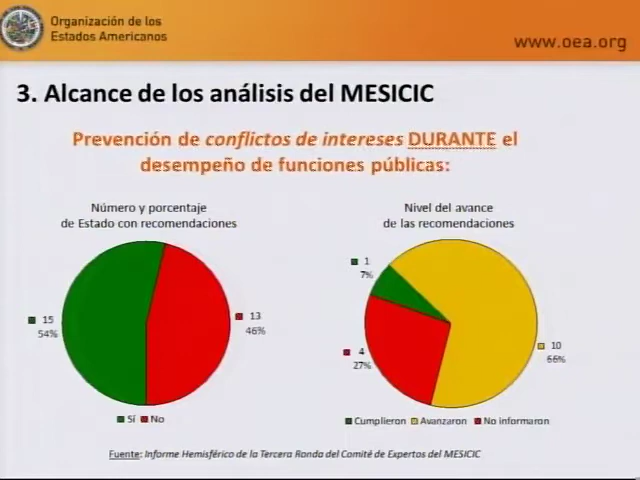 Organización de los
Estados Americanos
www.oea.org
3. Alcance de los análisis del MESICIC
Prevención de conflictos de intereses DURANTE el
desempeño de funciones públicas:
Número y porcentaje
de Estado con recomendaciones
15
54%
13
46%
Sí No
Nivel del avance
de las recomendaciones
1
7%
4
27%
10
66%
Cumplieron Avanzaron No informaron
Fuente: Informe Hemisférico de la Tercera Ronda del Comité de Expertos del MESICIC